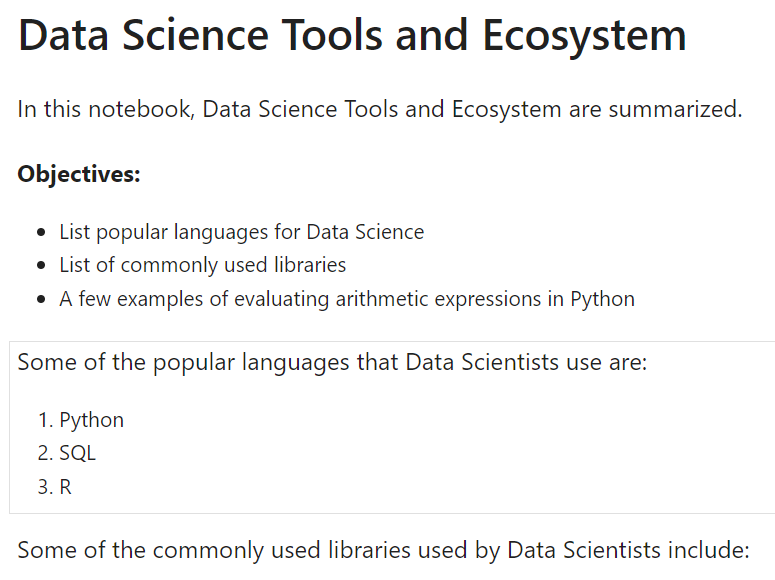 Data Science Tools and Ecosystem
In this notebook, Data Science Tools and Ecosystem are summarized.
Objectives:
• List popular languages for Data Science
• List of commonly used libraries
• A few examples of evaluating arithmetic expressions in Python
Some of the popular languages that Data Scientists use are:
1. Python
2. SQL
3. R
Some of the commonly used libraries used by Data Scientists include: